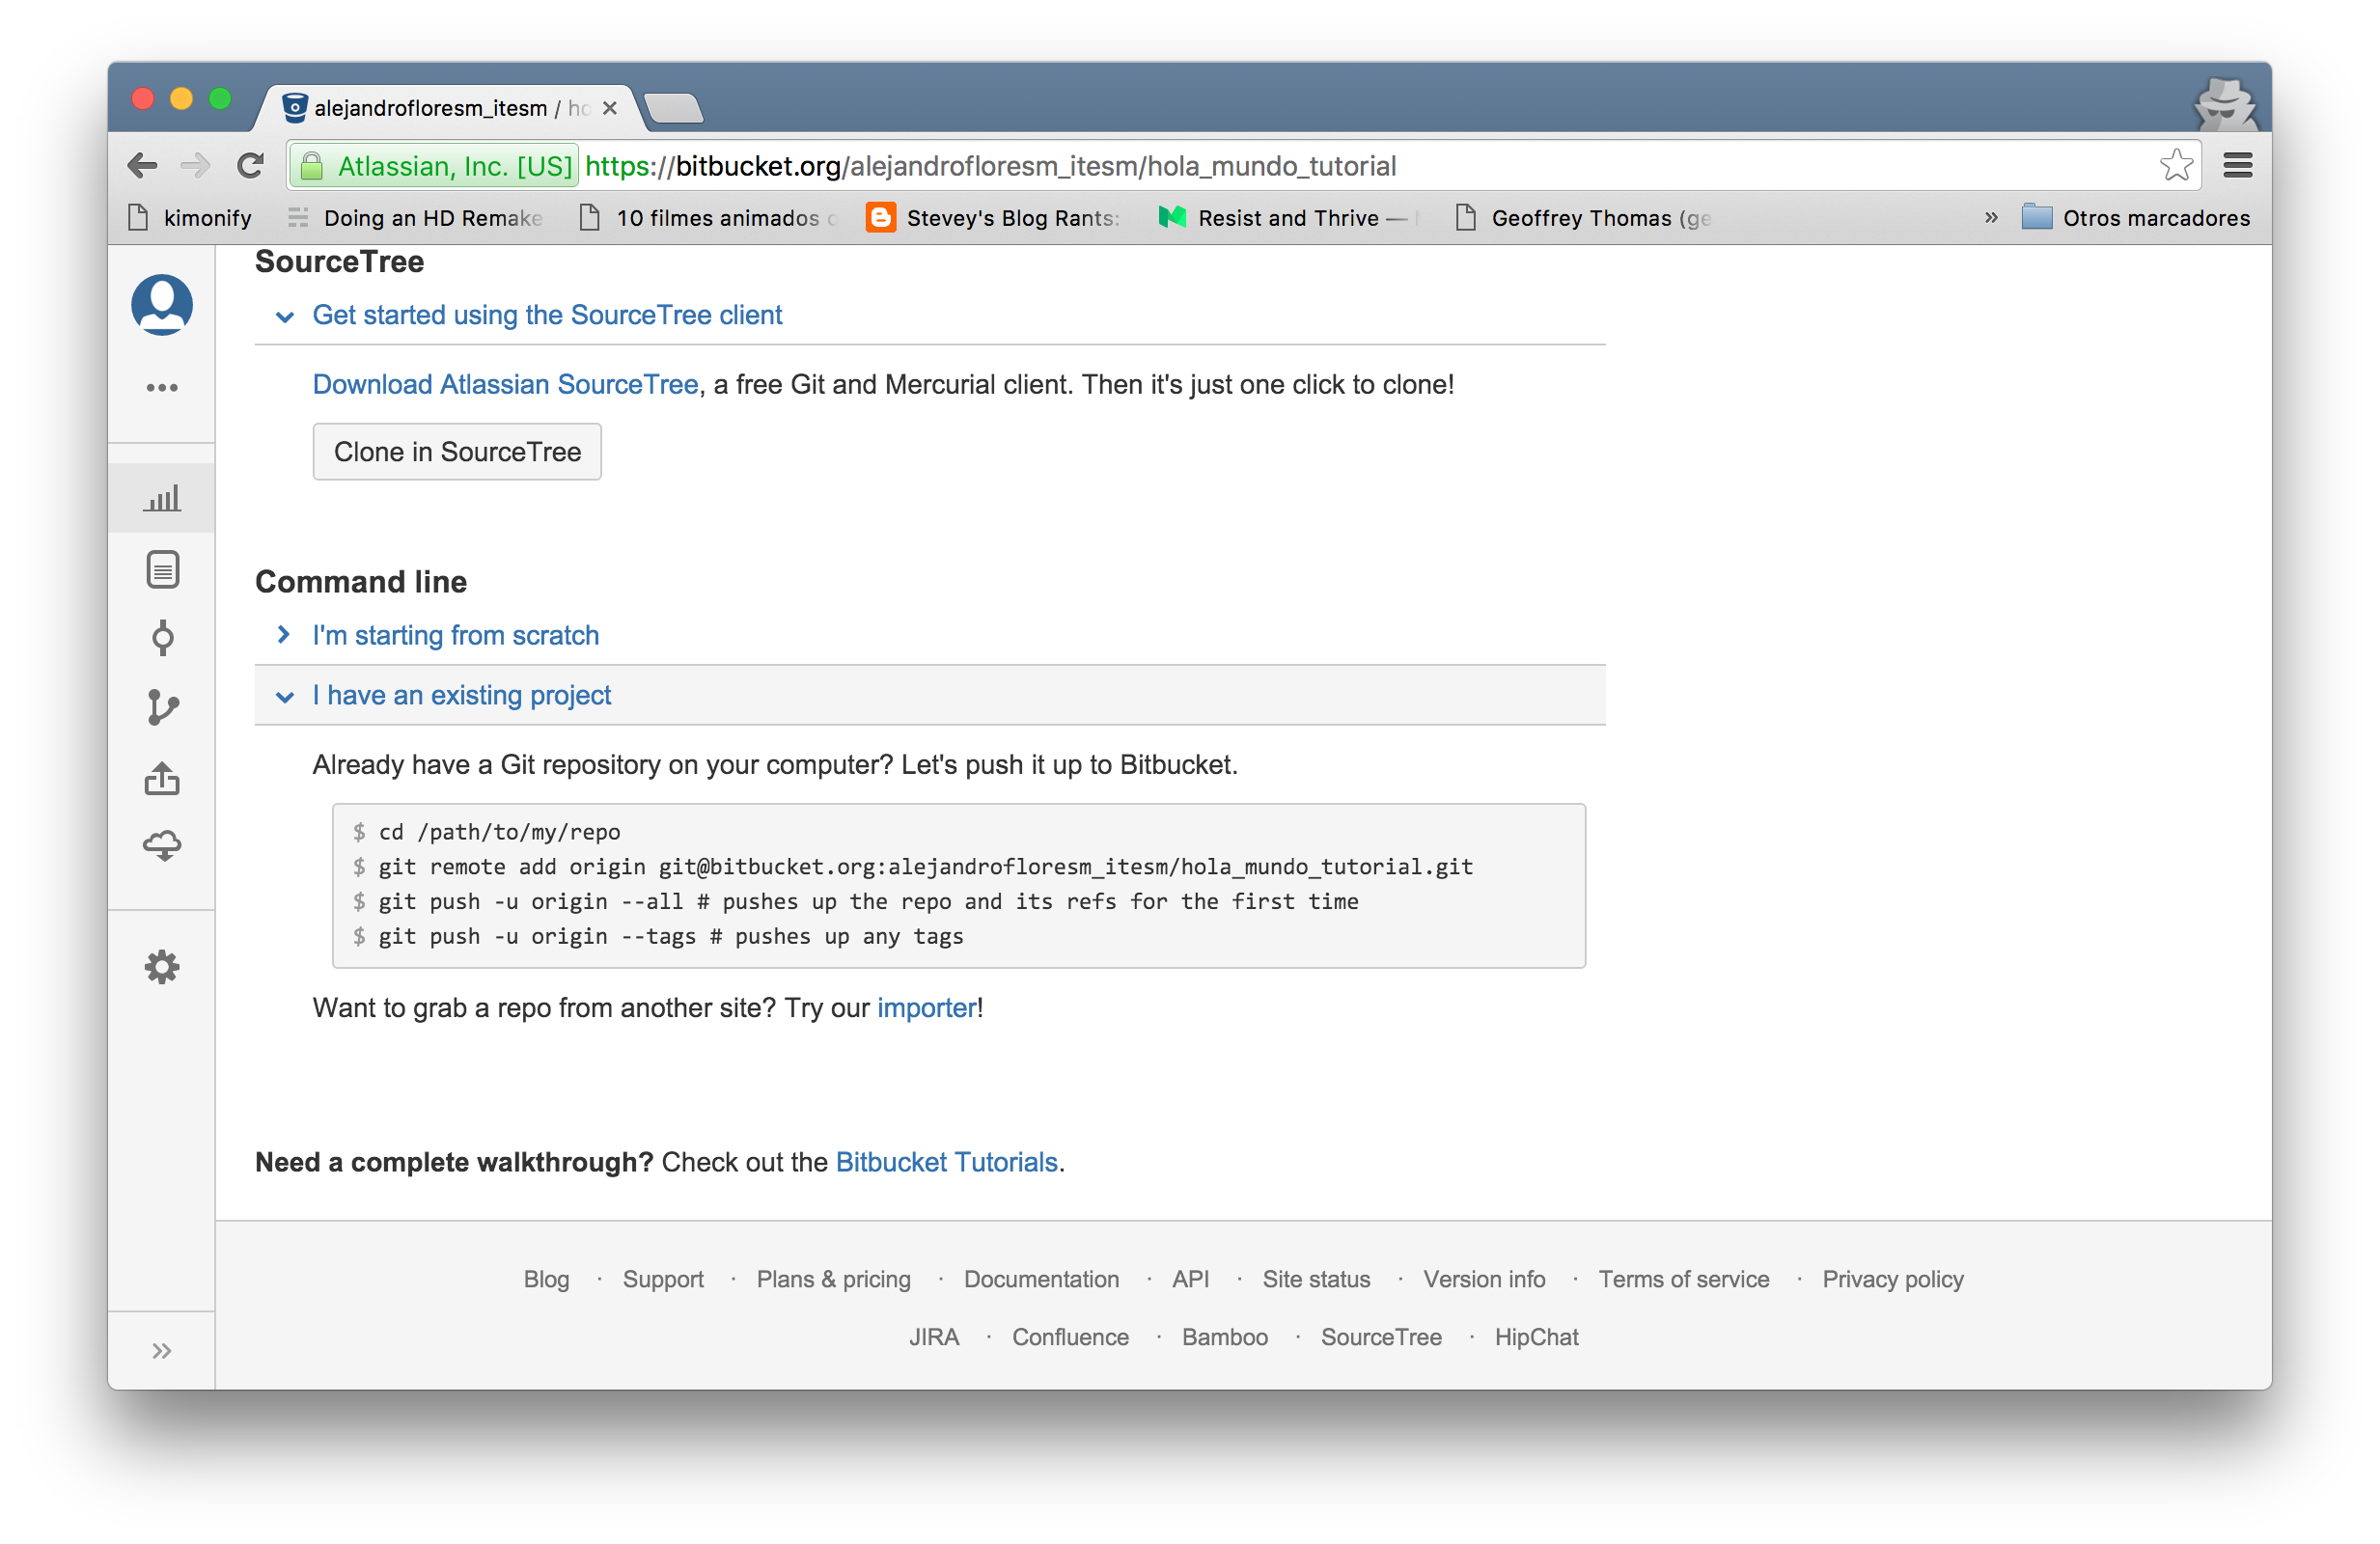 alejandrofloresm_itesm / ho
Atlassian, Inc. [US] https://bitbucket.org/alejandrofloresm_itesm/hola_mundo_tutorial
kimonify Doing an HD Remake 10 filmes animados Stevey's Blog Rants: Resist and Thrive — Geoffrey Thomas (ge » Otros marcadores
SourceTree
Get started using the SourceTree client
Download Atlassian SourceTree, a free Git and Mercurial client. Then it's just one click to clone!
Clone in SourceTree
Command line
I'm starting from scratch
I have an existing project
Already have a Git repository on your computer? Let's push it up to Bitbucket.
$ cd /path/to/my/repo
$ git remote add origin git@bitbucket.org:alejandrofloresm_itesm/hola_mundo_tutorial.git
$ git push -u origin --all # pushes up the repo and its refs for the first time
$ git push -u origin --tags # pushes up any tags
Want to grab a repo from another site? Try our importer!
Need a complete walkthrough? Check out the Bitbucket Tutorials.
Blog · Support · Plans & pricing · Documentation · API · Site status · Version info · Terms of service · Privacy policy
JIRA · Confluence · Bamboo · SourceTree · HipChat